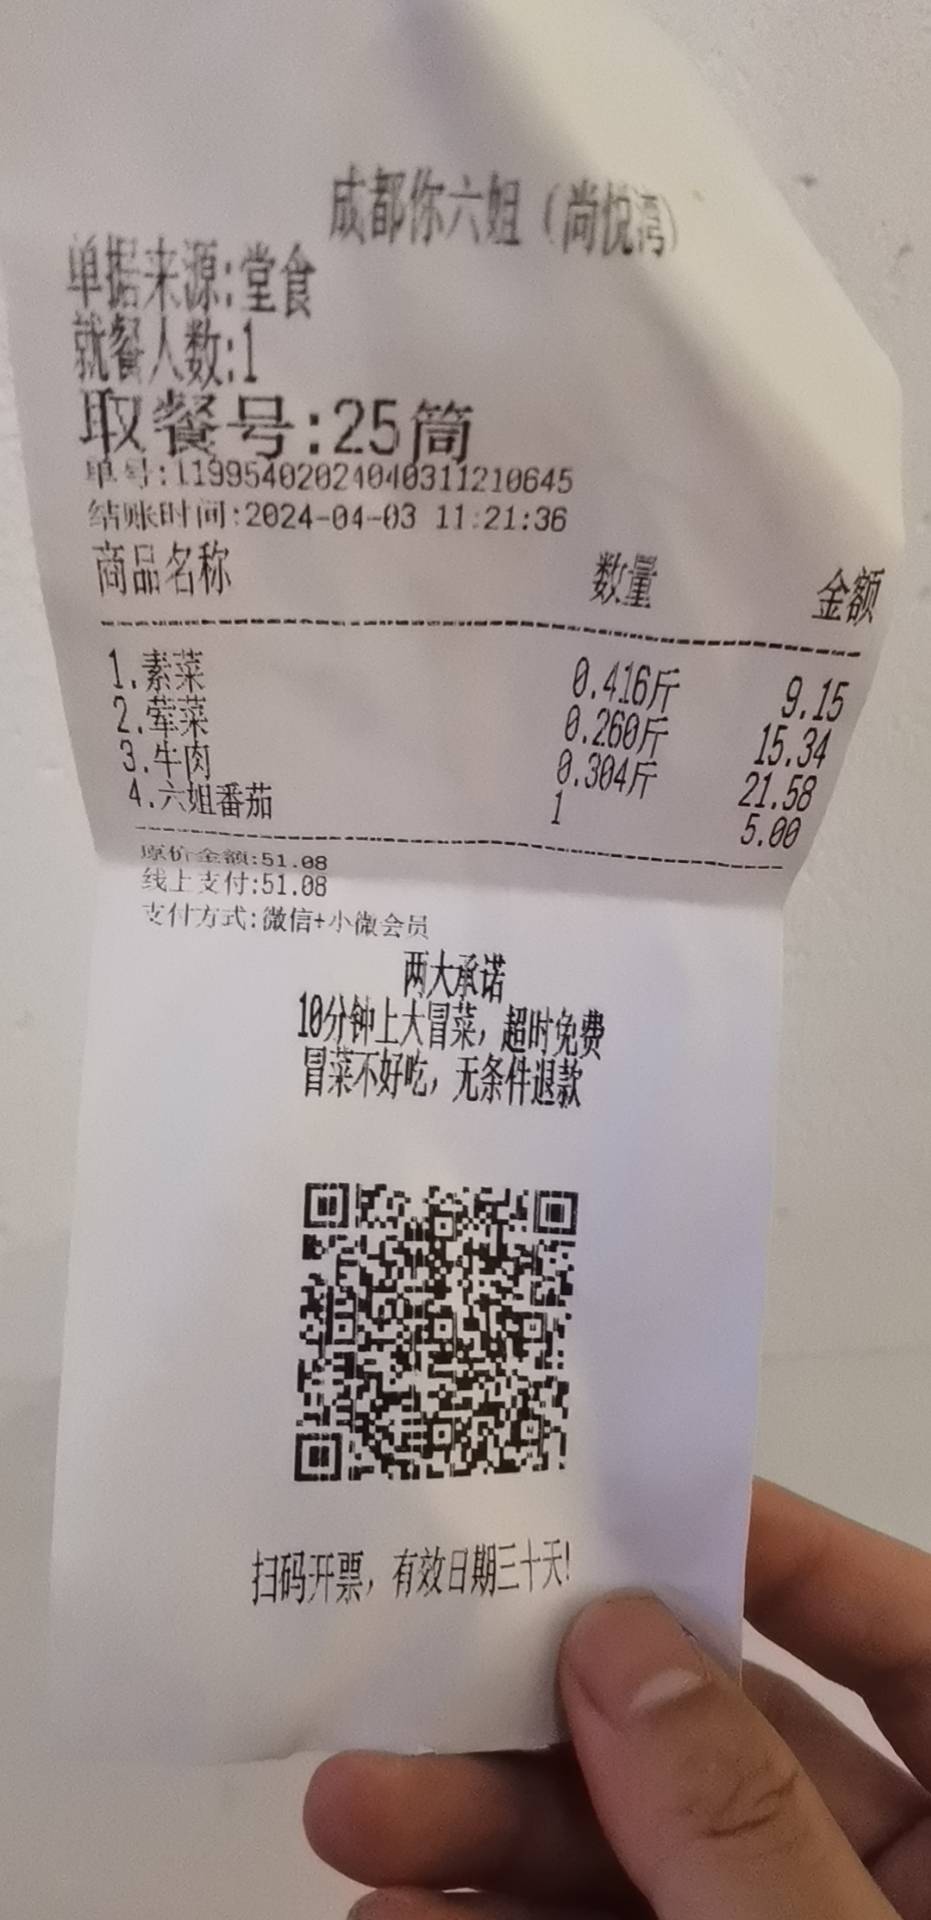 成都你六姐（尚悦湾）
单据来源:堂食
就餐人数:1
取餐号:25筒
单号:11995402024040311210645
结账时间:2024-04-03 11:21:36
商品名称 数量 金额
1.素菜 0.416斤 9.15
2.荤菜 0.260斤 15.34
3.牛肉 0.304斤 21.58
4.六姐番茄 1 5.00
原价金额:51.08
线上支付:51.08
支付方式:微信+小微会员
两大承诺
10分钟上大冒菜，超时免费
冒菜不好吃，无条件退款
扫码开票，有效日期三十天!